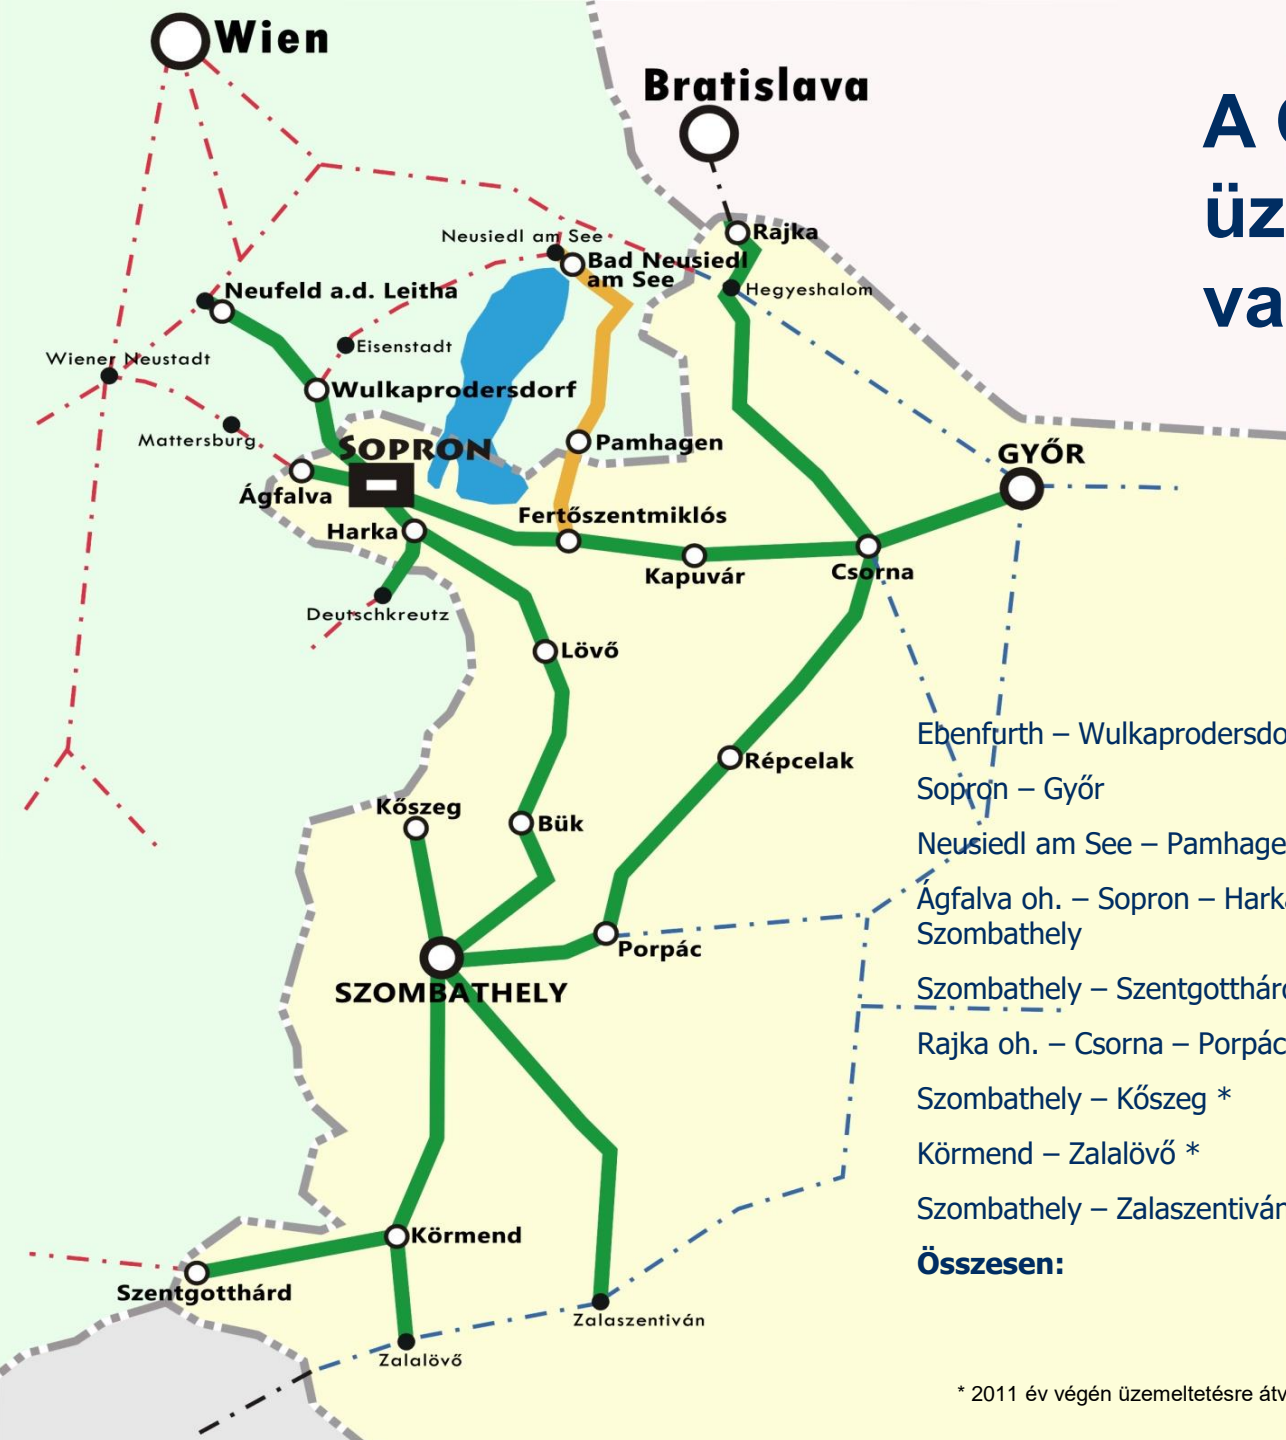 Wien
Bratislava
A
üz
va
Rajka
Neusiedl am See
Bad Neusiedl
am See
Hegyeshalom
Neufeld a.d. Leitha
Eisenstadt
Wiener Neustadt
Wulkaprodersdorf
Mattersburg
SOPRON
Pamhagen
GYŐR
Ágfalva
Fertőszentmiklós
Harka
Kapuvár
Csorna
Deutschkreutz
Lövő
Répcelak
Kőszeg
Bük
Porpác
SZOMBATHELY
Körmend
Szentgotthárd
Zalaszentiván
Zalalövő
Ebenfurth – Wulkaprodersdo
Sopron – Győr
Neusiedl am See – Pamhage
Ágfalva oh. – Sopron – Harka
Szombathely
Szombathely – Szentgotthárd
Rajka oh. – Csorna – Porpác
Szombathely – Kőszeg *
Körmend – Zalalövő *
Szombathely – Zalaszentiván
Összesen:
* 2011 év végén üzemeltetésre átv